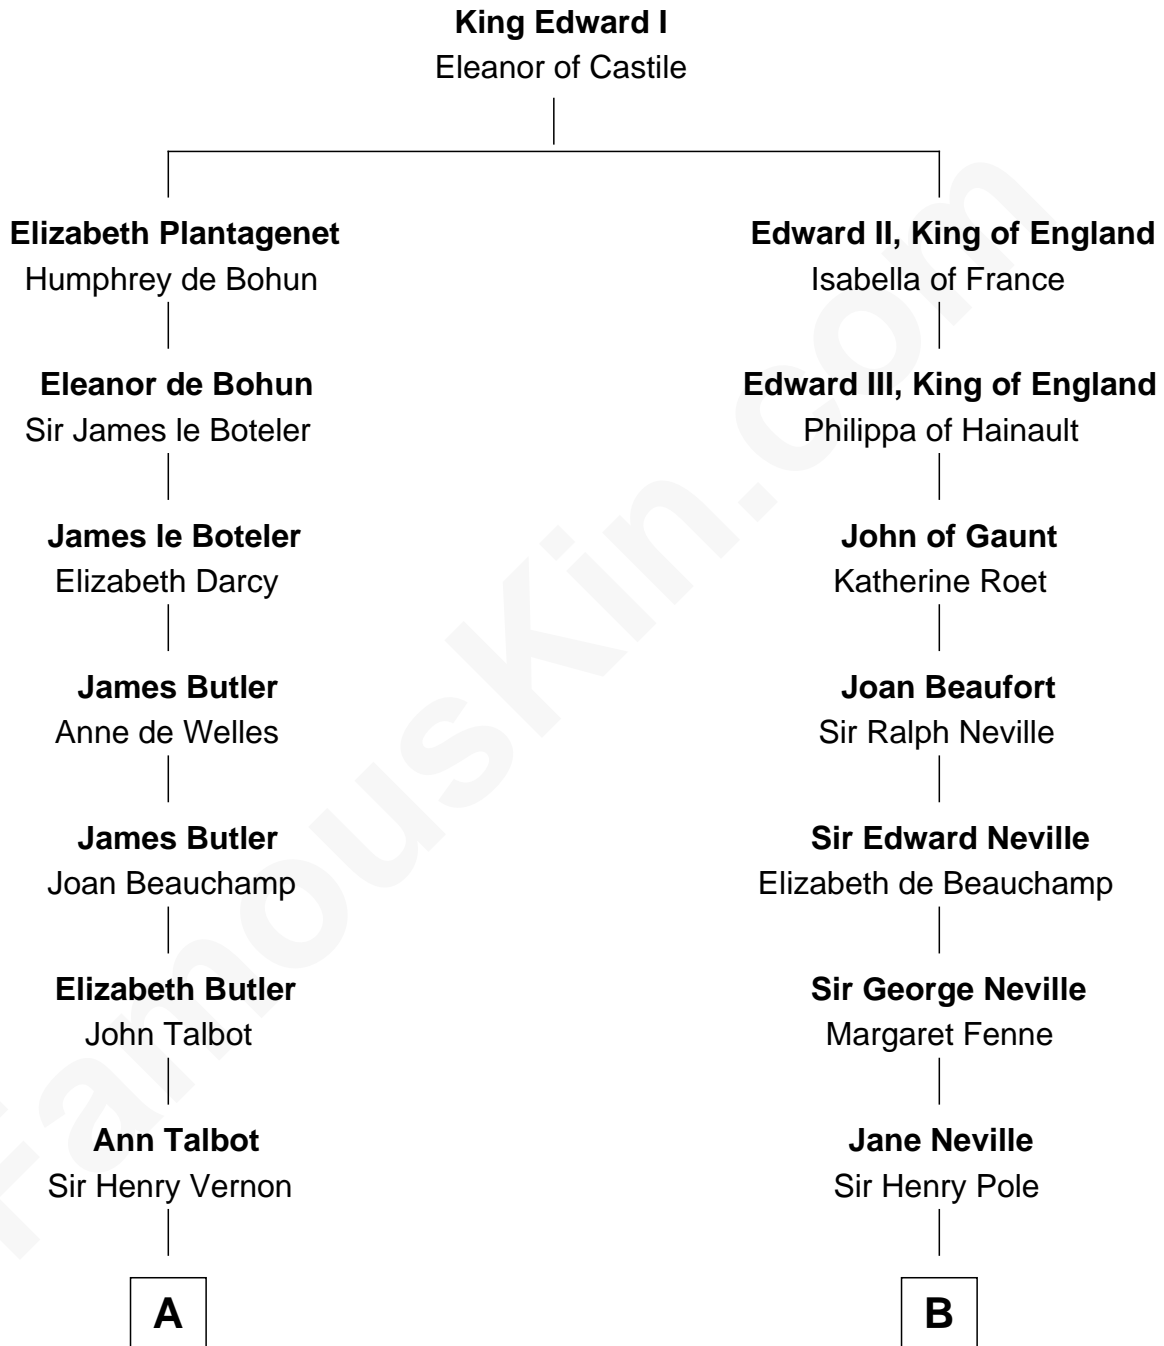 King Edward I
Eleanor of Castile
Elizabeth Plantagenet
Humphrey de Bohun
Edward II, King of England
Isabella of France
Eleanor de Bohun
Sir James le Boteler
Edward III, King of England
Philippa of Hainault
James le Boteler
Elizabeth Darcy
John of Gaunt
Katherine Roet
James Butler
Anne de Welles
Joan Beaufort
Sir Ralph Neville
James Butler
Joan Beauchamp
Sir Edward Neville
Elizabeth de Beauchamp
Elizabeth Butler
John Talbot
Sir George Neville
Margaret Fenne
Ann Talbot
Sir Henry Vernon
Jane Neville
Sir Henry Pole
A
B
FamousKin.com